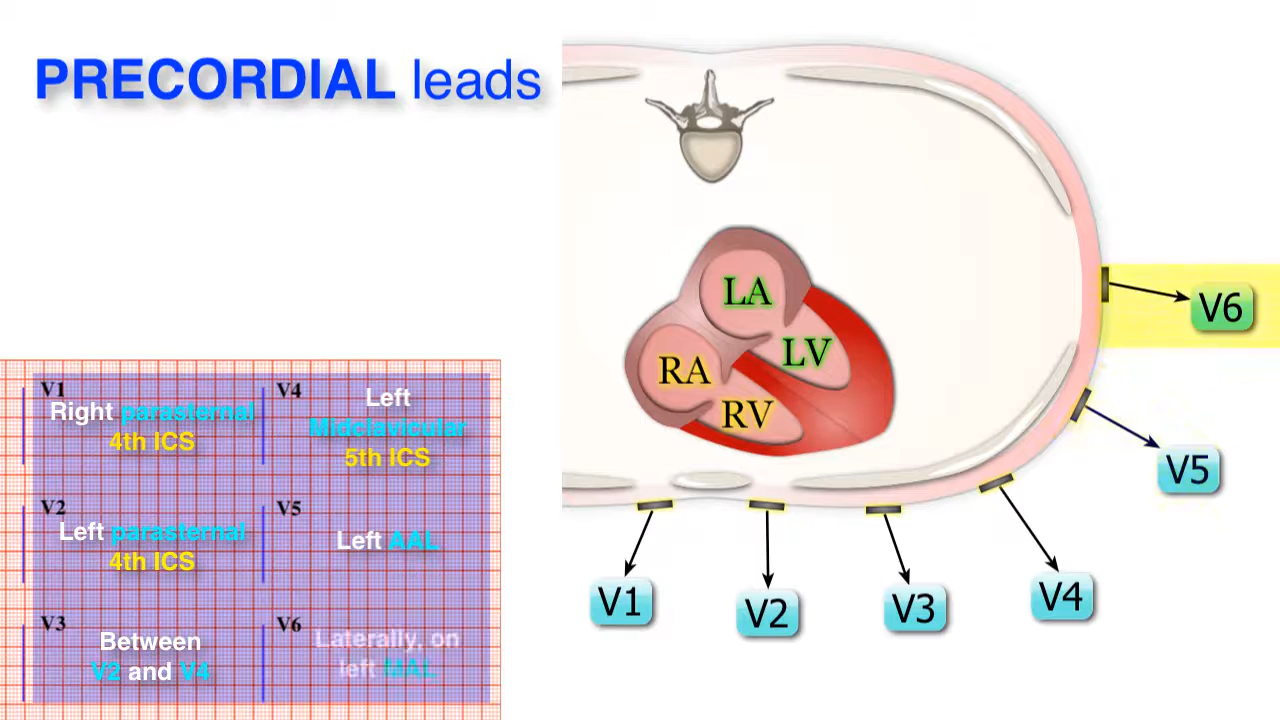 PRECORDIAL leads
V1
Right parasternal
4th ICS
V4
Left
Midclavicular
5th ICS
V2
Left parasternal
4th ICS
V5
Left AAL
V3
Between
V2 and V4
V6
Laterally, on
left MAL
LA
LV
RA
RV
V6
V5
V4
V3
V2
V1